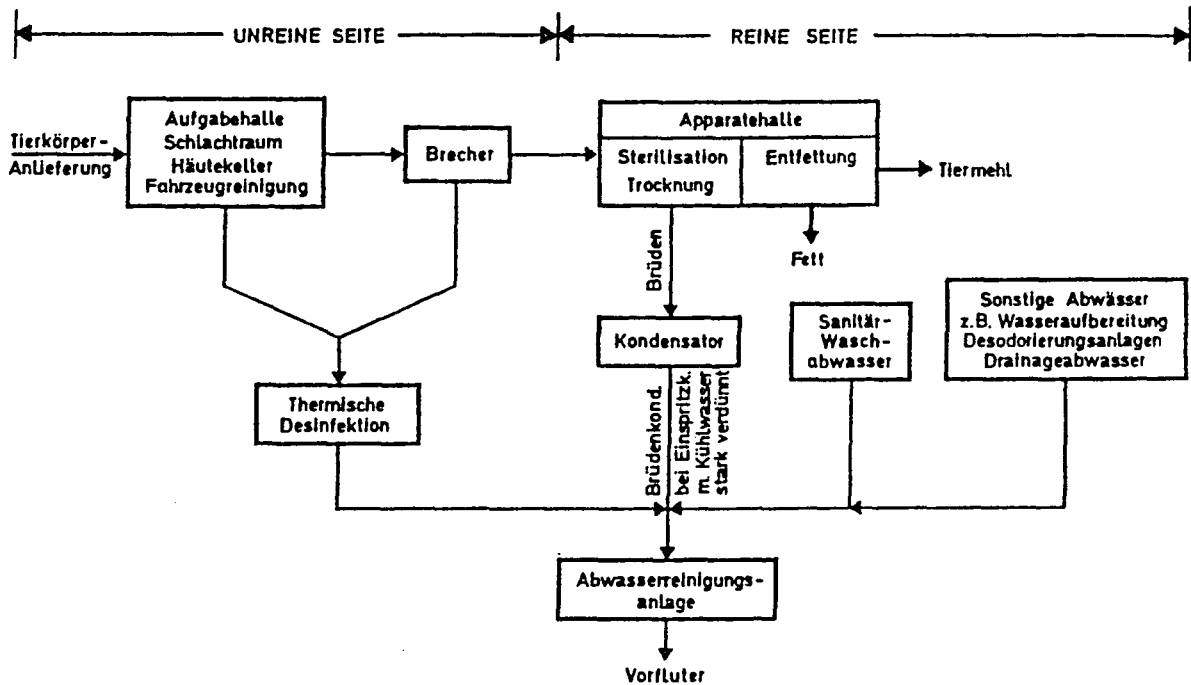 UNREINE SEITE
REINE SEITE
Tierkörper-
Anlieferung
Aufgabehalle
Schlachtraum
Häutekeller
Fahrzeugreinigung
Brecher
Apparatehalle
Sterilisation
Trocknung
Entfettung
Tiermehl
Brüden
Fett
Kondensator
Sanitär-
Wasch-
abwasser
Sonstige Abwässer
z.B. Wasseraufbereitung
Desodorierungsanlagen
Drainageabwasser
Thermische
Desinfektion
Brüdenkond.
bei Einspritzk.
m. Kühlwasser
stark verdünnt
Abwasserreinigungs-
anlage
Vorfluter